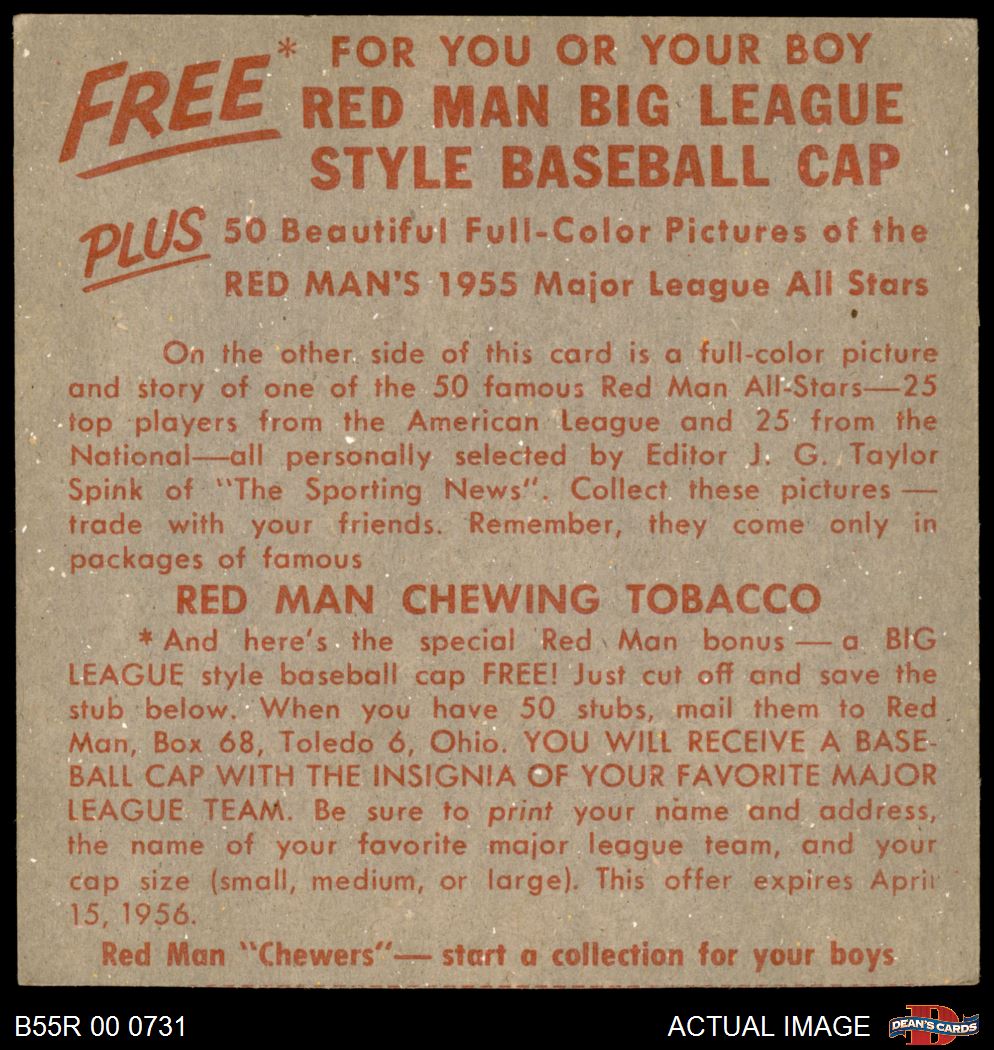 FREE* FOR YOU OR YOUR BOY
RED MAN BIG LEAGUE
STYLE BASEBALL CAP
PLUS 50 Beautiful Full-Color Pictures of the
RED MAN'S 1955 Major League All Stars
On the other side of this card is a full-color picture
and story of one of the 50 famous Red Man All-Stars—25
top players from the American League and 25 from the
National—all personally selected by Editor J. G. Taylor
Spink of "The Sporting News". Collect these pictures —
trade with your friends. Remember, they come only in
packages of famous
RED MAN CHEWING TOBACCO
* And here's the special Red Man bonus — a BIG
LEAGUE style baseball cap FREE! Just cut off and save the
stub below. When you have 50 stubs, mail them to Red
Man, Box 68, Toledo 6, Ohio. YOU WILL RECEIVE A BASE-
BALL CAP WITH THE INSIGNIA OF YOUR FAVORITE MAJOR
LEAGUE TEAM. Be sure to print your name and address,
the name of your favorite major league team, and your
cap size (small, medium, or large). This offer expires April
15, 1956.
Red Man "Chewers"— start a collection for your boys
B55R 00 0731
ACTUAL IMAGE
DEAN'S CARDS